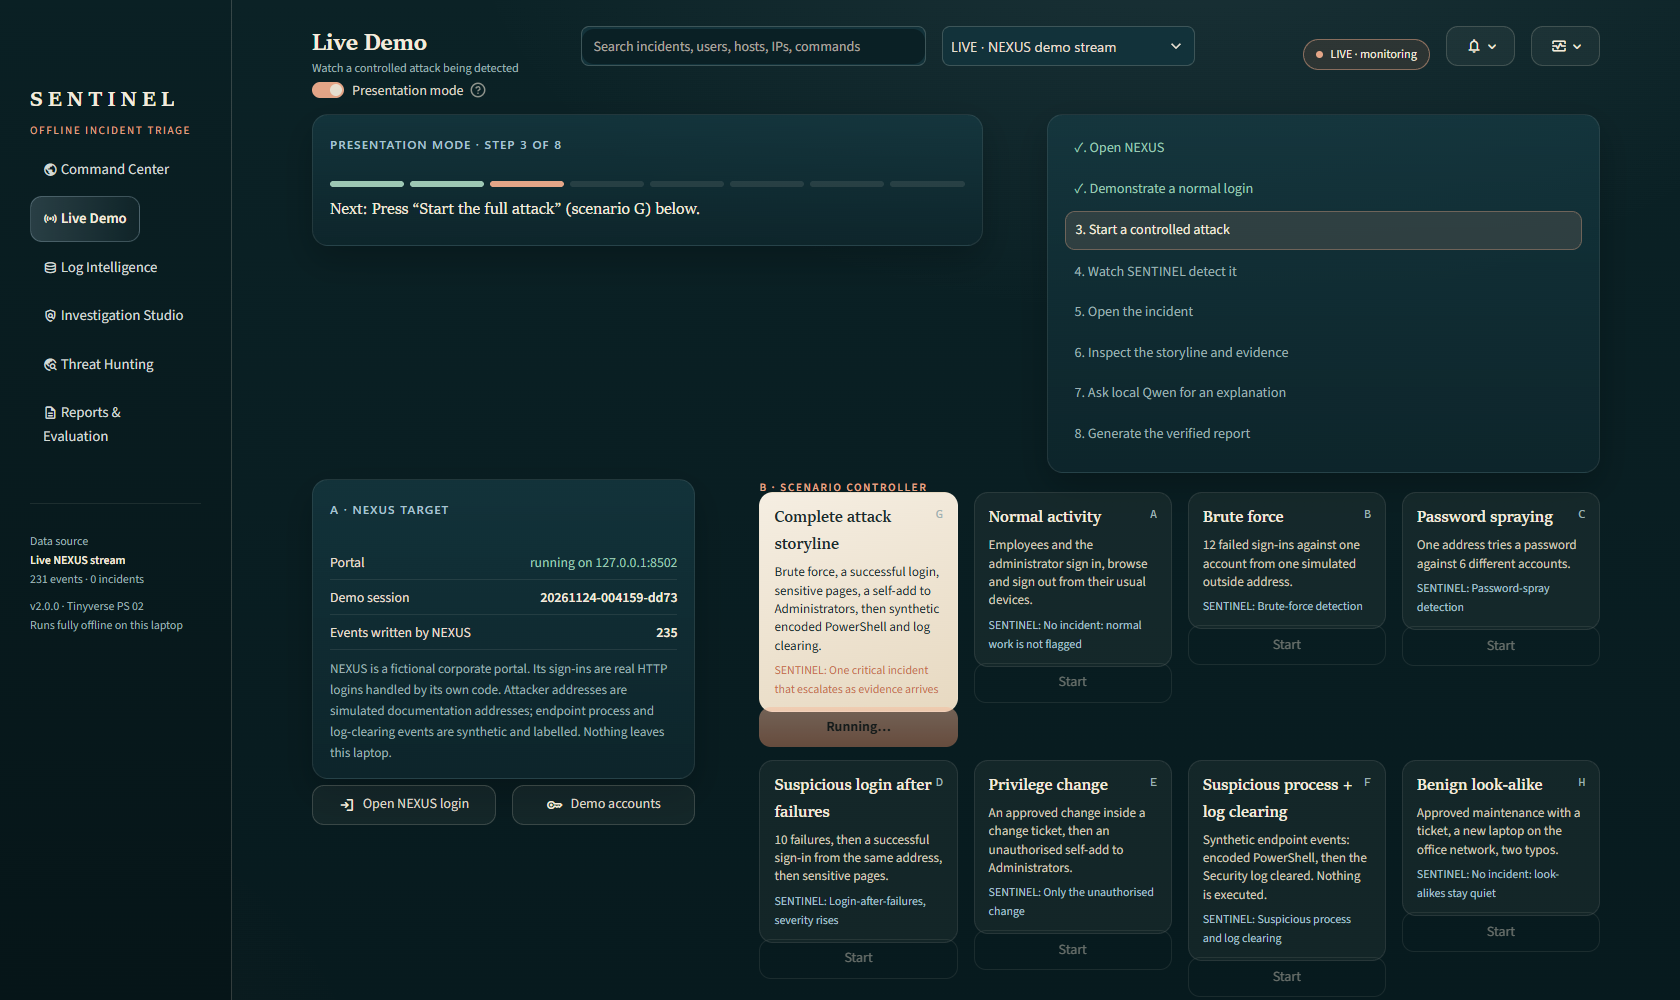 SENTINEL
OFFLINE INCIDENT TRIAGE
Command Center
Live Demo
Log Intelligence
Investigation Studio
Threat Hunting
Reports &
Evaluation
Data source
Live NEXUS stream
231 events · 0 incidents
v2.0.0 · Tinyverse PS 02
Runs fully offline on this laptop
Live Demo
Watch a controlled attack being detected
Presentation mode ?
Search incidents, users, hosts, IPs, commands
LIVE · NEXUS demo stream
LIVE · monitoring
PRESENTATION MODE · STEP 3 OF 8
Next: Press “Start the full attack” (scenario G) below.
✓. Open NEXUS
✓. Demonstrate a normal login
3. Start a controlled attack
4. Watch SENTINEL detect it
5. Open the incident
6. Inspect the storyline and evidence
7. Ask local Qwen for an explanation
8. Generate the verified report
A · NEXUS TARGET
Portal running on 127.0.0.1:8502
Demo session 20261124-004159-dd73
Events written by NEXUS 235
NEXUS is a fictional corporate portal. Its sign-ins are real HTTP
logins handled by its own code. Attacker addresses are
simulated documentation addresses; endpoint process and
log-clearing events are synthetic and labelled. Nothing leaves
this laptop.
Open NEXUS login
Demo accounts
B · SCENARIO CONTROLLER
Complete attack G
storyline
Brute force, a successful login,
sensitive pages, a self-add to
Administrators, then synthetic
encoded PowerShell and log
clearing.
SENTINEL: One critical incident
that escalates as evidence arrives
Running...
Normal activity A
Employees and the
administrator sign in, browse
and sign out from their usual
devices.
SENTINEL: No incident: normal
work is not flagged
Start
Brute force B
12 failed sign-ins against one
account from one simulated
outside address.
SENTINEL: Brute-force detection
Start
Password spraying C
One address tries a password
against 6 different accounts.
SENTINEL: Password-spray
detection
Start
Suspicious login after D
failures
10 failures, then a successful
sign-in from the same address,
then sensitive pages.
SENTINEL: Login-after-failures,
severity rises
Start
Privilege change E
An approved change inside a
change ticket, then an
unauthorised self-add to
Administrators.
SENTINEL: Only the unauthorised
change
Start
Suspicious process + F
log clearing
Synthetic endpoint events:
encoded PowerShell, then the
Security log cleared. Nothing
is executed.
SENTINEL: Suspicious process
and log clearing
Start
Benign look-alike H
Approved maintenance with a
ticket, a new laptop on the
office network, two typos.
SENTINEL: No incident: look-
alikes stay quiet
Start